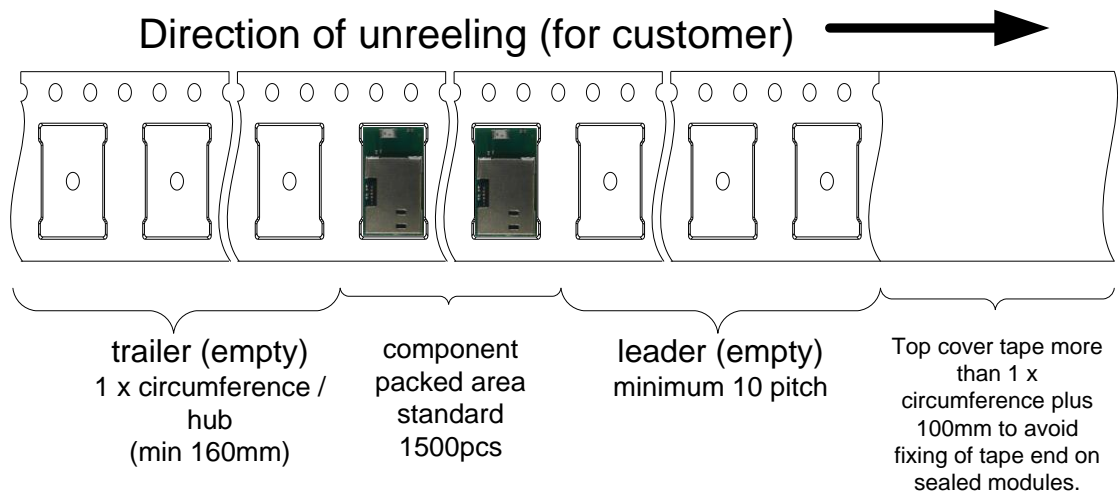 Direction of unreeling (for customer)
trailer (empty)
1 x circumference /
hub
(min 160mm)
component
packed area
standard
1500pcs
leader (empty)
minimum 10 pitch
Top cover tape more
than 1 x
circumference plus
100mm to avoid
fixing of tape end on
sealed modules.